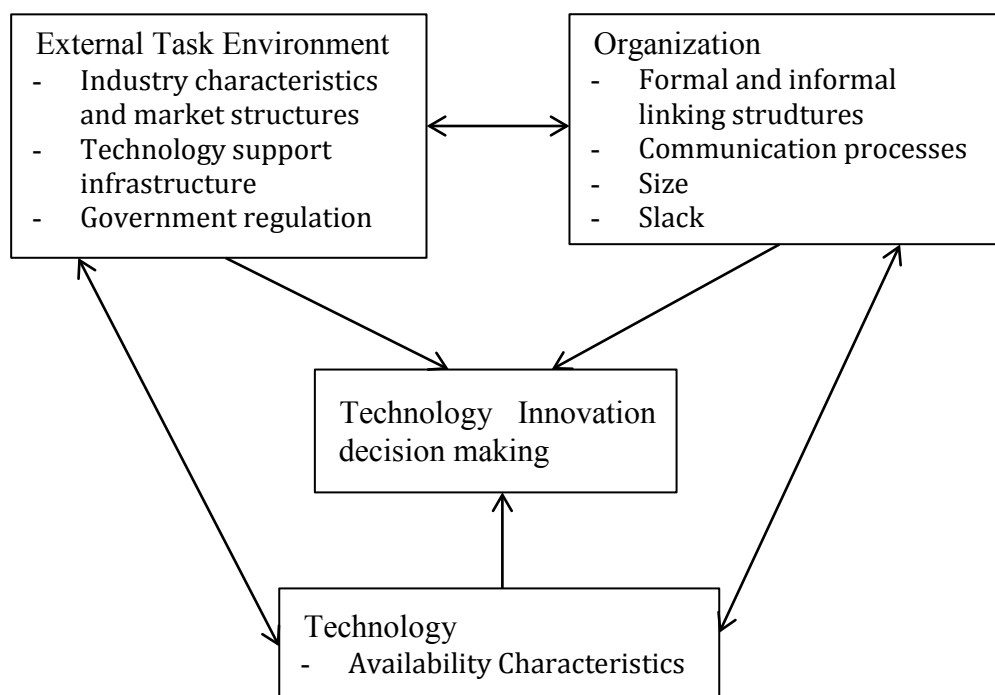 External Task Environment
- Industry characteristics
and market structures
- Technology support
infrastructure
- Government regulation
Organization
- Formal and informal
linking strudtures
- Communication processes
- Size
- Slack
Technology Innovation
decision making
Technology
- Availability Characteristics